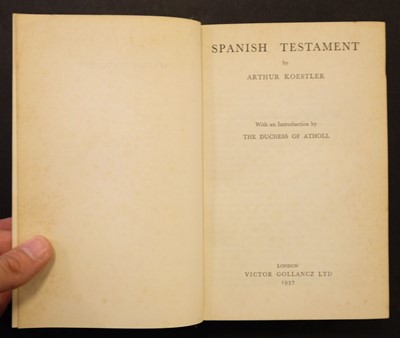 SPANISH TESTAMENT
by
ARTHUR KOESTLER
With an Introduction by
THE DUCHESS OF ATHOLL
LONDON
VICTOR GOLLANCZ LTD
1937